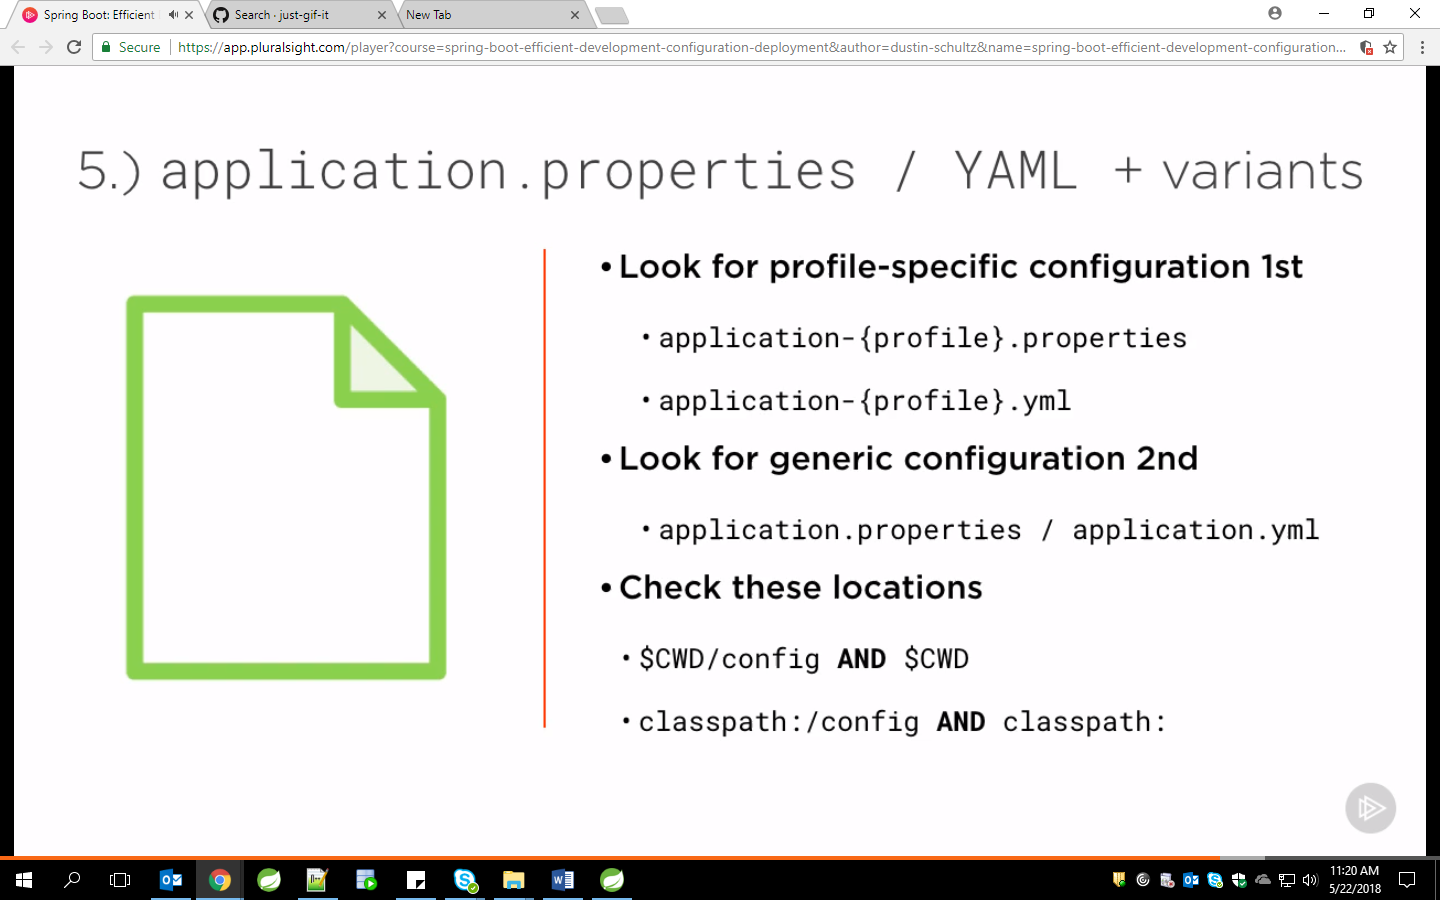 Spring Boot: Efficient
Search · just-gif-it
New Tab
Secure
https://app.pluralsight.com/player?course=spring-boot-efficient-development-configuration-deployment&author=dustin-schultz&name=spring-boot-efficient-development-configuration...
5.) application.properties / YAML + variants
• Look for profile-specific configuration 1st
• application-{profile}.properties
• application-{profile}.yml
• Look for generic configuration 2nd
• application.properties / application.yml
• Check these locations
• $CWD/config AND $CWD
• classpath:/config AND classpath:
11:20 AM
5/22/2018